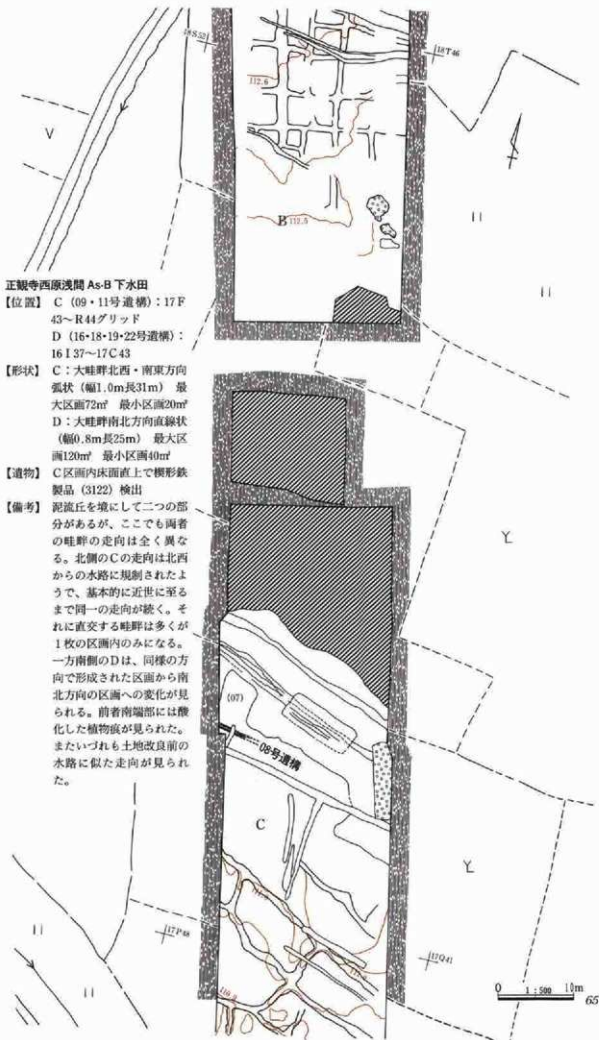 18S52
18T46
112.6
V
B 112.5
正観寺西原浅間 As-B 下水田
【位置】 C（09・11号遺構）：17F
43～R44グリッド
D（16・18・19・22号遺構）：
16I37～17C43
【形状】 C：大畦畔北西・南東方向
弧状（幅1.0m長31m） 最
大区画72㎡ 最小区画20㎡
D：大畦畔南北方向直線状
（幅0.8m長25m） 最大区
画120㎡ 最小区画40㎡
【遺物】 C区画内床面直上で楔形鉄
製品（3122）検出
【備考】 泥流丘を境にして二つの部
分があるが、ここでも両者
の畦畔の走向は全く異な
る。北側のCの走向は北西
からの水路に規制されたよ
うで、基本的に近世に至る
まで同一の走向が続く。そ
れに直交する畦畔は多くが
1枚の区画内のみになる。
一方南側のDは、同様の方
向で形成された区画から南
北方向の区画への変化が見
られる。前者南端部には酸
化した植物痕が見られた。
またいづれも土地改良前の
水路に似た走向が見られ
た。
(07)
08号遺構
C
17P48
17Q41
0 1:500 10m
65